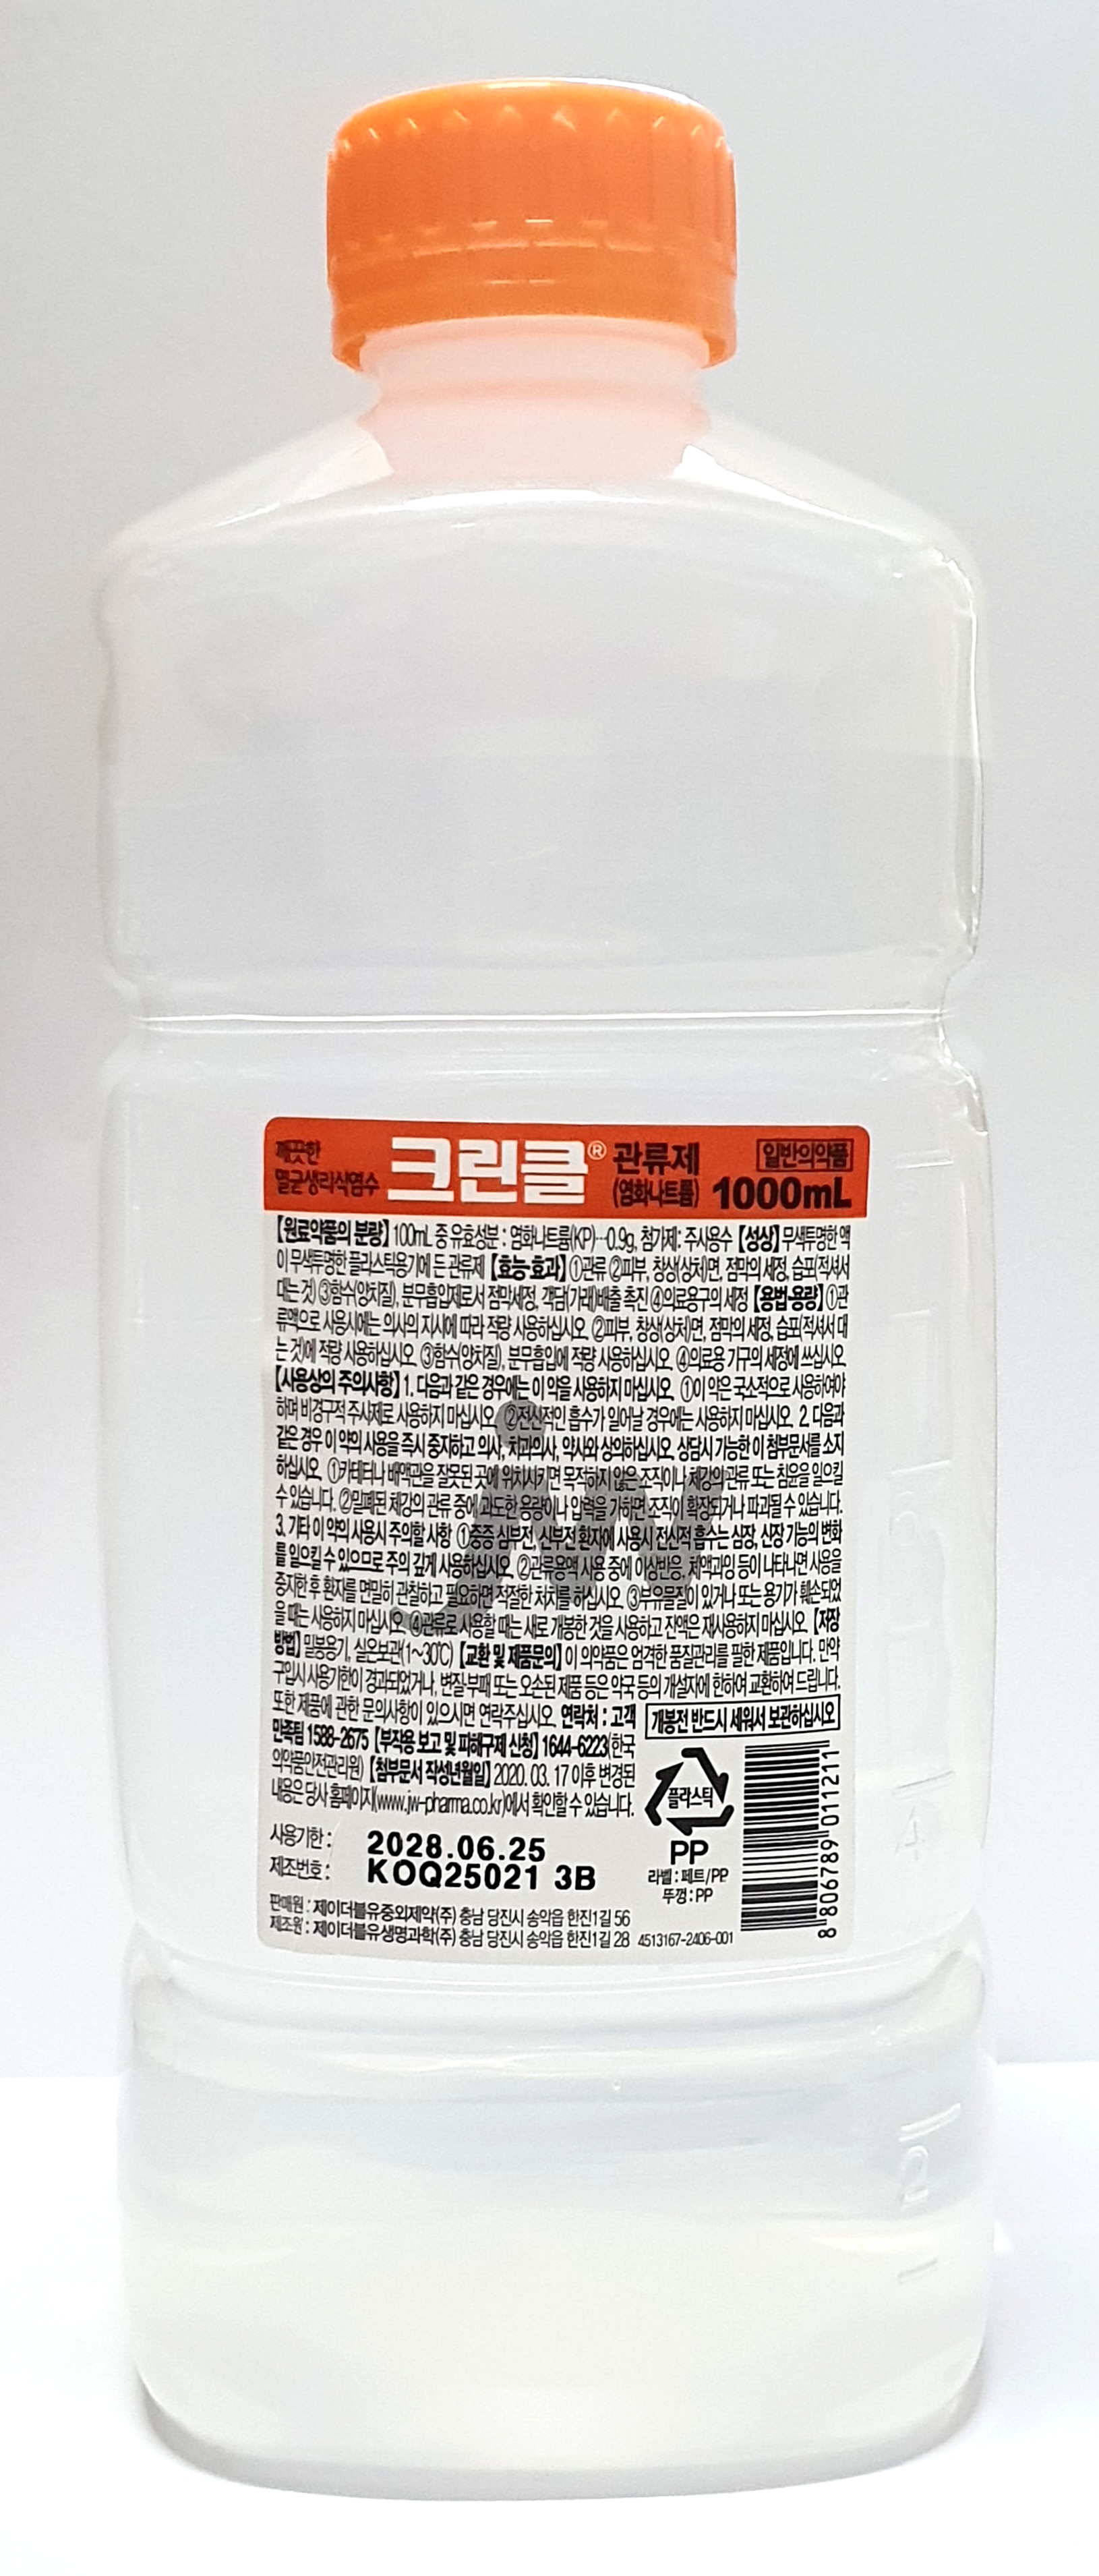 깨끗한
멸균생리식염수
크린클® 관류제
(염화나트륨)
일반의약품
1000mL
【원료약품의 분량】 100mL 중 유효성분 : 염화나트륨(KP)…0.9g, 첨가제: 주사용수 【성상】 무색투명한 액
이 무색투명한 플라스틱용기에 든 관류제 【효능·효과】 ①관류 ②피부, 창상(상처)면, 점막의 세정, 습포(적셔서
대는 것) ③함수(양치질), 분무흡입제로서 점막세정, 객담(가래)배출 촉진 ④의료용구의 세정 【용법·용량】 ①관
류액으로 사용시에는 의사의 지시에 따라 적량 사용하십시오. ②피부, 창상(상처)면, 점막의 세정, 습포(적셔서 대
는 것)에 적량 사용하십시오. ③함수(양치질), 분무흡입에 적량 사용하십시오. ④의료용 기구의 세정에 쓰십시오.
【사용상의 주의사항】 1. 다음과 같은 경우에는 이 약을 사용하지 마십시오. ①이 약은 국소적으로 사용하여야
하며 비경구적 주사제로 사용하지 마십시오. ②전신적인 흡수가 일어날 경우에는 사용하지 마십시오. 2. 다음과
같은 경우 이 약의 사용을 즉시 중지하고 의사, 치과의사, 약사와 상의하십시오. 상담시 가능한 이 첨부문서를 소지
하십시오. ①카테터나 배액관을 잘못된 곳에 위치시키면 목적하지 않은 조직이나 체강의 관류 또는 침윤을 일으킬
수 있습니다. ②밀폐된 체강의 관류 중에 과도한 용량이나 압력을 가하면 조직이 확장되거나 파괴될 수 있습니다.
3. 기타 이 약의 사용시 주의할 사항 ①중증 심부전, 신부전 환자에 사용시 전신적 흡수는 심장, 신장 기능의 변화
를 일으킬 수 있으므로 주의 깊게 사용하십시오. ②관류용액 사용 중에 이상반응, 체액과잉 등이 나타나면 사용을
중지한 후 환자를 면밀히 관찰하고 필요하면 적절한 처치를 하십시오. ③부유물질이 있거나 또는 용기가 훼손되었
을 때는 사용하지 마십시오. ④관류로 사용할 때는 새로 개봉한 것을 사용하고 잔액은 재사용하지 마십시오. 【저장
방법】 밀봉용기, 실온보관(1~30℃) 【교환 및 제품문의】 이 의약품은 엄격한 품질관리를 필한 제품입니다. 만약
구입시 사용기한이 경과되었거나, 변질·부패 또는 오손된 제품 등은 약국 등의 개설자에 한하여 교환하여 드립니다.
또한 제품에 관한 문의사항이 있으시면 연락주십시오. 연락처 : 고객
만족팀 1588-2675 【부작용 보고 및 피해구제 신청】 1644-6223(한국
의약품안전관리원) 【첨부문서 작성년월일】 2020. 03. 17 이후 변경된
내용은 당사 홈페이지(www.jw-pharma.co.kr)에서 확인할 수 있습니다.
개봉전 반드시 세워서 보관하십시오
플라스틱
PP
라벨 : 페트/PP
뚜껑 : PP
8 806789 011211
사용기한 : 2028.06.25
제조번호 : KOQ25021 3B
판매원 : 제이더블유중외제약(주) 충남 당진시 송악읍 한진1길 56
제조원 : 제이더블유생명과학(주) 충남 당진시 송악읍 한진1길 28
4513167-2406-001
4
2